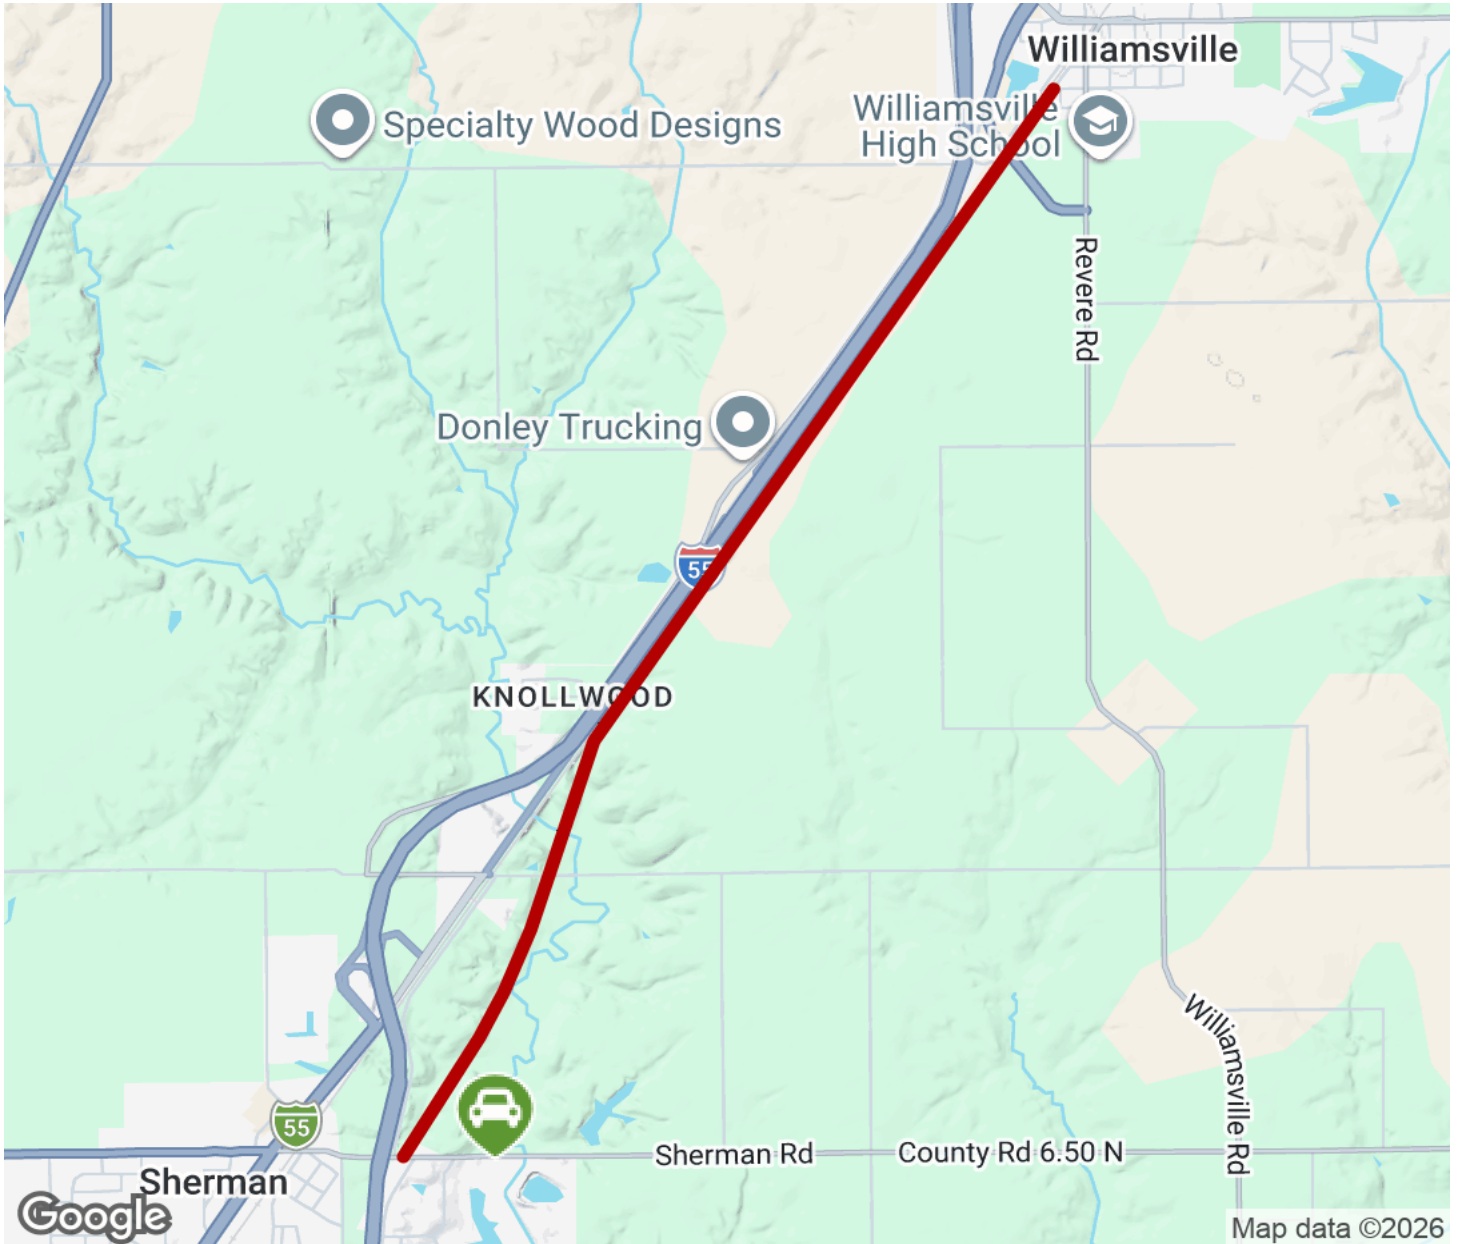 Williamsville
Williamsville
High School
Specialty Wood Designs
Revere Rd
Donley Trucking
55
KNOLLWOOD
Williamsville Rd
55
Sherman Rd
County Rd 6.50 N
Sherman
Google
Map data ©2026